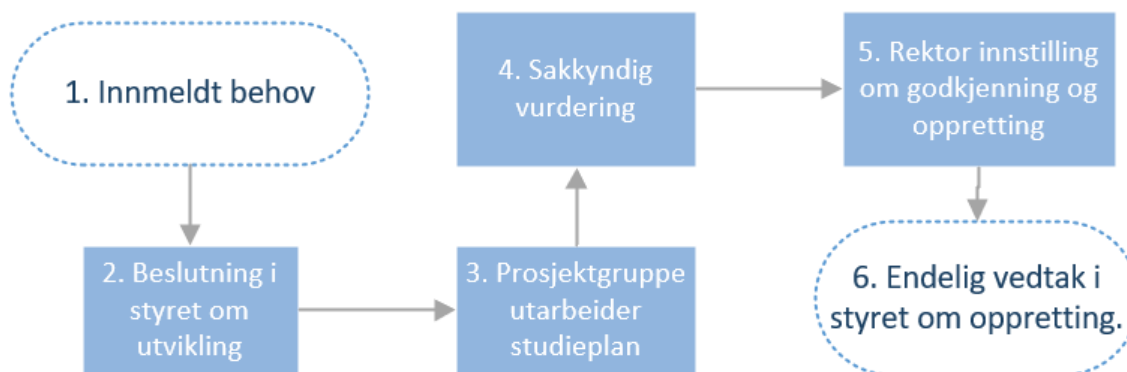 1. Innmeldt behov
2. Beslutning i
styret om
utvikling
3. Prosjektgruppe
utarbeider
studieplan
4. Sakkyndig
vurdering
5. Rektor innstilling
om godkjenning og
oppretting
6. Endelig vedtak i
styret om oppretting.